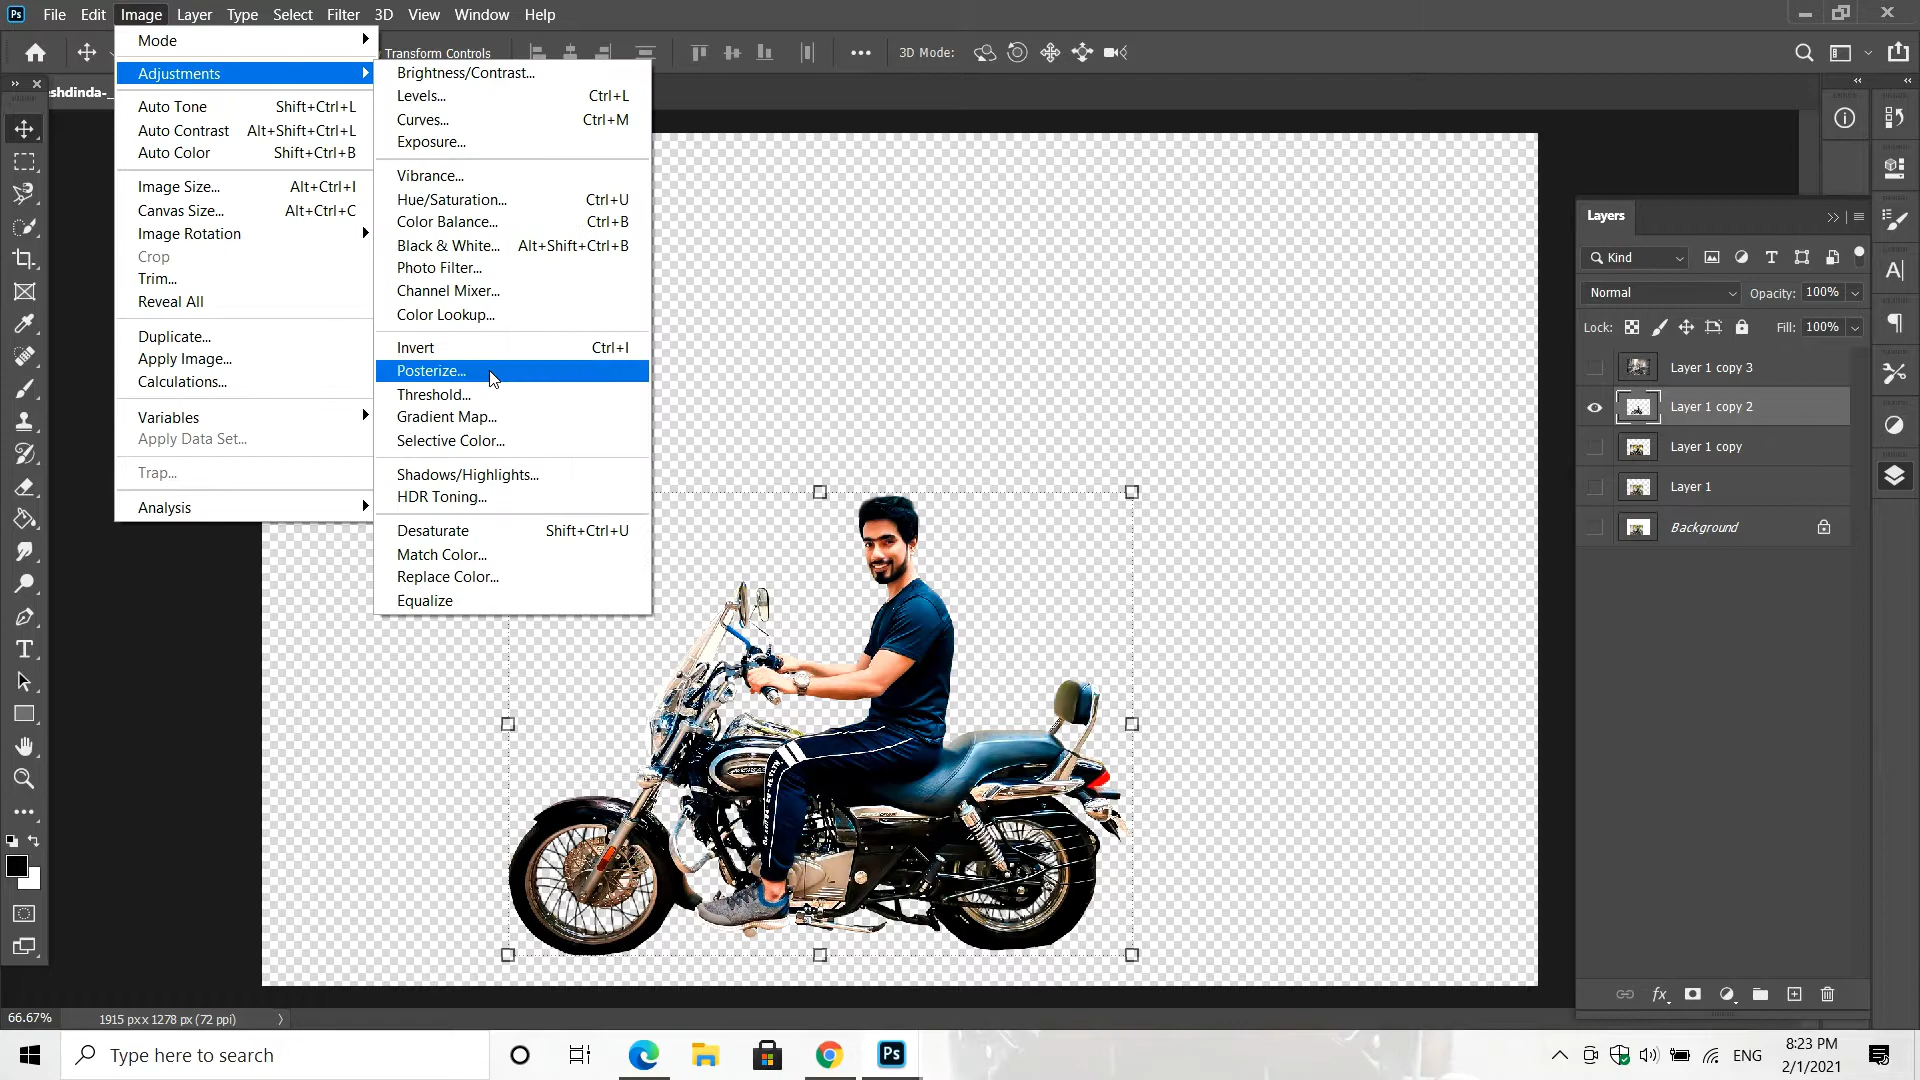 Ps File Edit Image Layer Type Select Filter 3D View Window Help
Transform Controls 3D Mode:
shdinda-_
Mode
Adjustments
Auto Tone Shift+Ctrl+L
Auto Contrast Alt+Shift+Ctrl+L
Auto Color Shift+Ctrl+B
Image Size... Alt+Ctrl+I
Canvas Size... Alt+Ctrl+C
Image Rotation
Crop
Trim...
Reveal All
Duplicate...
Apply Image...
Calculations...
Variables
Apply Data Set...
Trap...
Analysis
Brightness/Contrast...
Levels... Ctrl+L
Curves... Ctrl+M
Exposure...
Vibrance...
Hue/Saturation... Ctrl+U
Color Balance... Ctrl+B
Black & White... Alt+Shift+Ctrl+B
Photo Filter...
Channel Mixer...
Color Lookup...
Invert Ctrl+I
Posterize...
Threshold...
Gradient Map...
Selective Color...
Shadows/Highlights...
HDR Toning...
Desaturate Shift+Ctrl+U
Match Color...
Replace Color...
Equalize
Layers
Kind
Normal Opacity: 100%
Lock: Fill: 100%
Layer 1 copy 3
Layer 1 copy 2
Layer 1 copy
Layer 1
Background
fx
66.67% 1915 px x 1278 px (72 ppi)
Type here to search
Ps
ENG
8:23 PM
2/1/2021